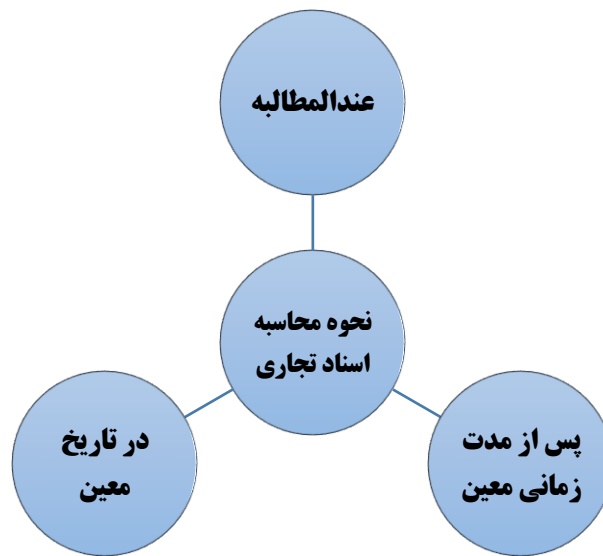 عندالمطالبه
نحوه محاسبه
اسناد تجاری
پس از مدت
زمانی معین
در تاریخ
معین